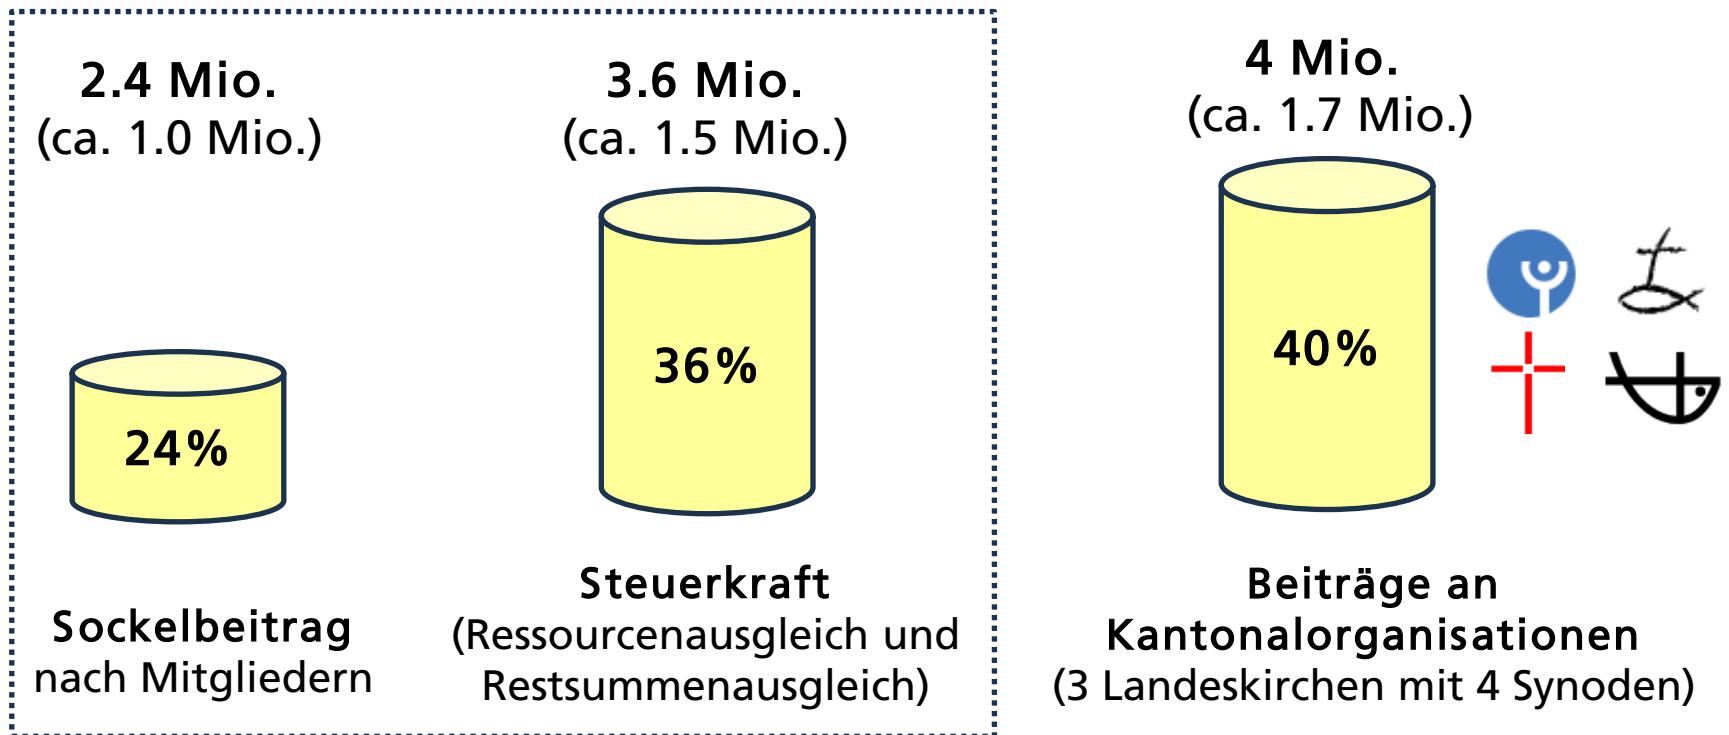 2.4 Mio.
(ca. 1.0 Mio.)
24%
Sockelbeitrag
nach Mitgliedern
3.6 Mio.
(ca. 1.5 Mio.)
36%
Steuerkraft
(Ressourcenausgleich und
Restsummenausgleich)
4 Mio.
(ca. 1.7 Mio.)
40%
Beiträge an
Kantonalorganisationen
(3 Landeskirchen mit 4 Synoden)